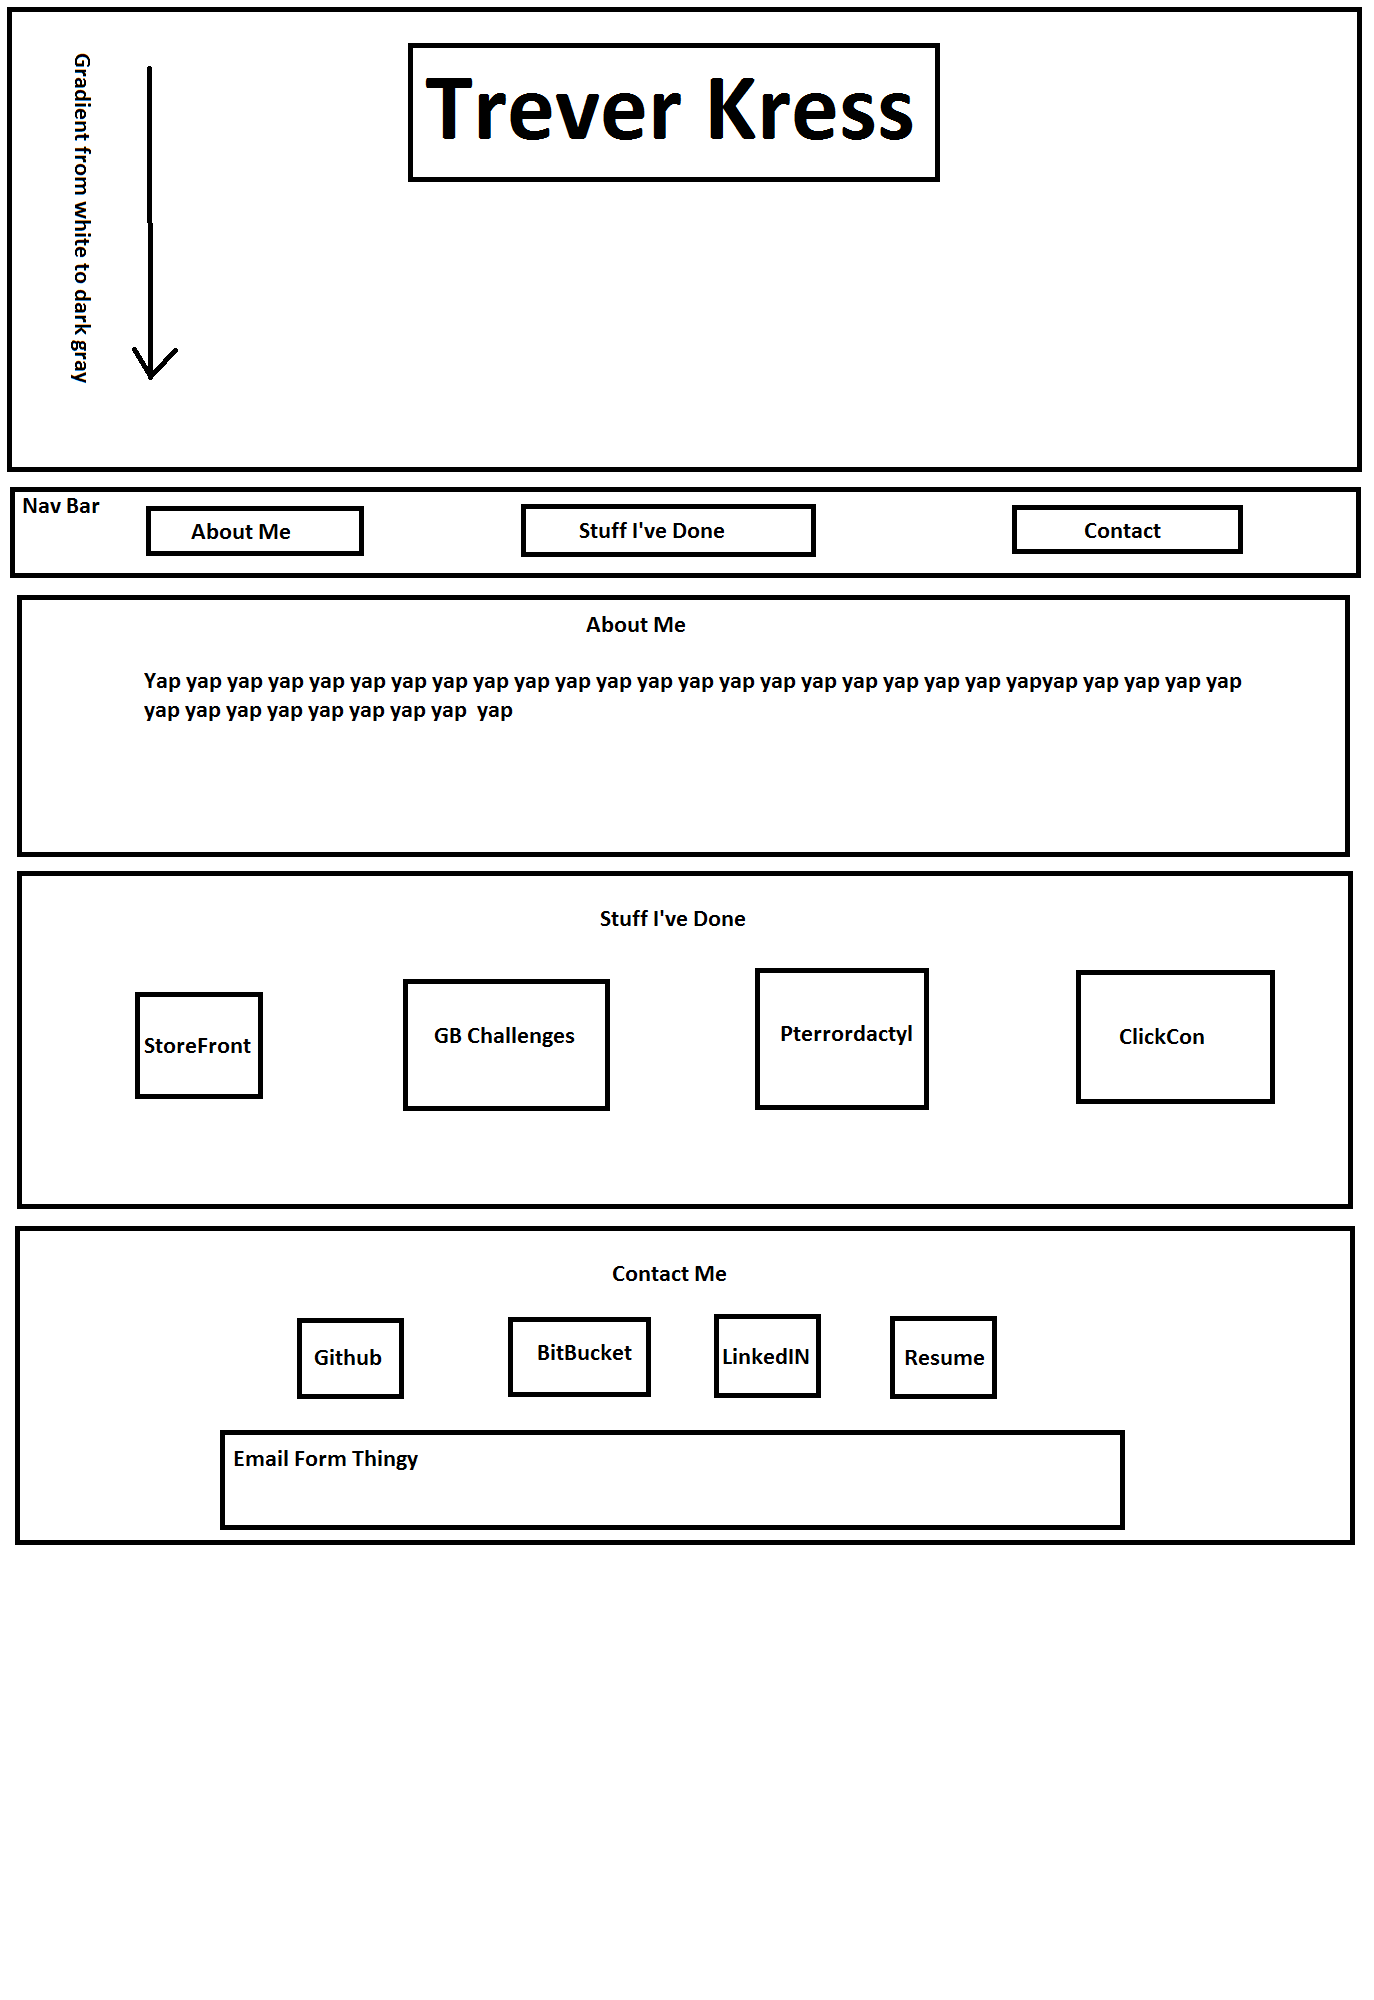 Trever Kress
Gradient from white to dark gray
Nav Bar
About Me
Stuff I've Done
Contact
About Me
Yap yap yap yap yap yap yap yap yap yap yap yap yap yap yap yap yap yap yap yap yap yapyap yap yap yap yap
yap yap yap yap yap yap yap yap  yap
Stuff I've Done
StoreFront
GB Challenges
Pterrordactyl
ClickCon
Contact Me
Github
BitBucket
LinkedIN
Resume
Email Form Thingy